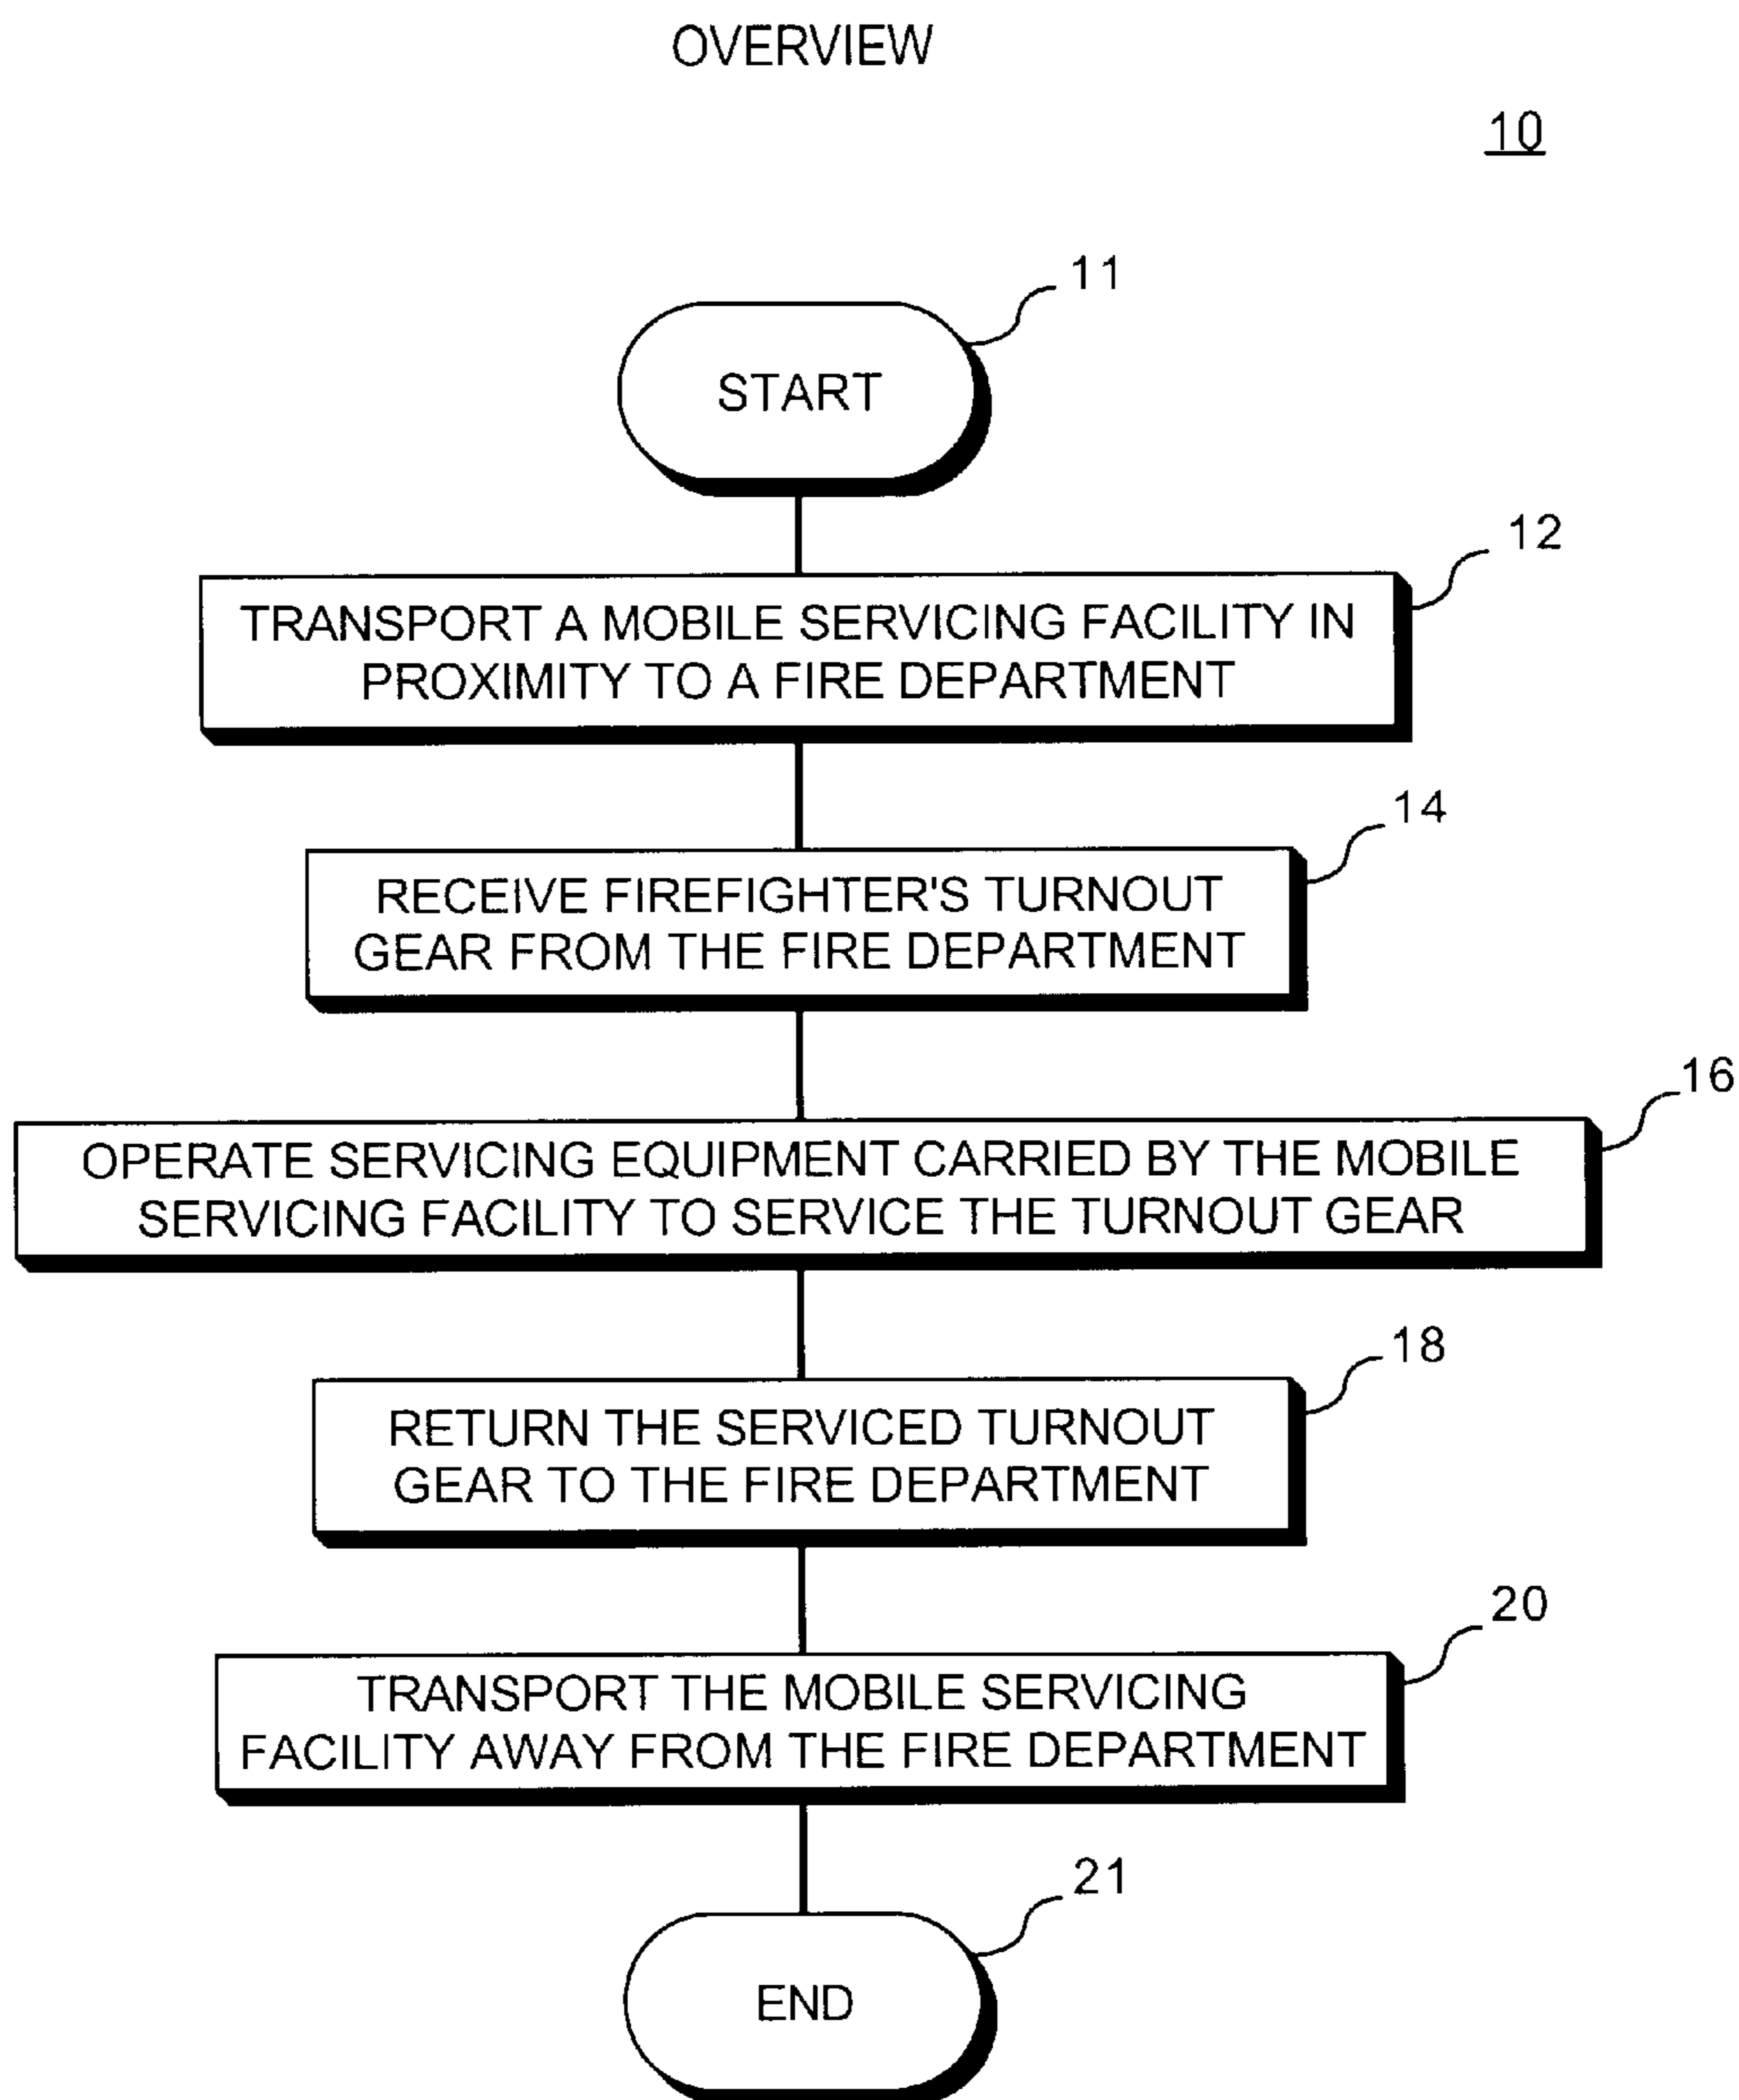 OVERVIEW
10
11
START
12
TRANSPORT A MOBILE SERVICING FACILITY IN
PROXIMITY TO A FIRE DEPARTMENT
14
RECEIVE FIREFIGHTER'S TURNOUT
GEAR FROM THE FIRE DEPARTMENT
16
OPERATE SERVICING EQUIPMENT CARRIED BY THE MOBILE
SERVICING FACILITY TO SERVICE THE TURNOUT GEAR
18
RETURN THE SERVICED TURNOUT
GEAR TO THE FIRE DEPARTMENT
20
TRANSPORT THE MOBILE SERVICING
FACILITY AWAY FROM THE FIRE DEPARTMENT
21
END